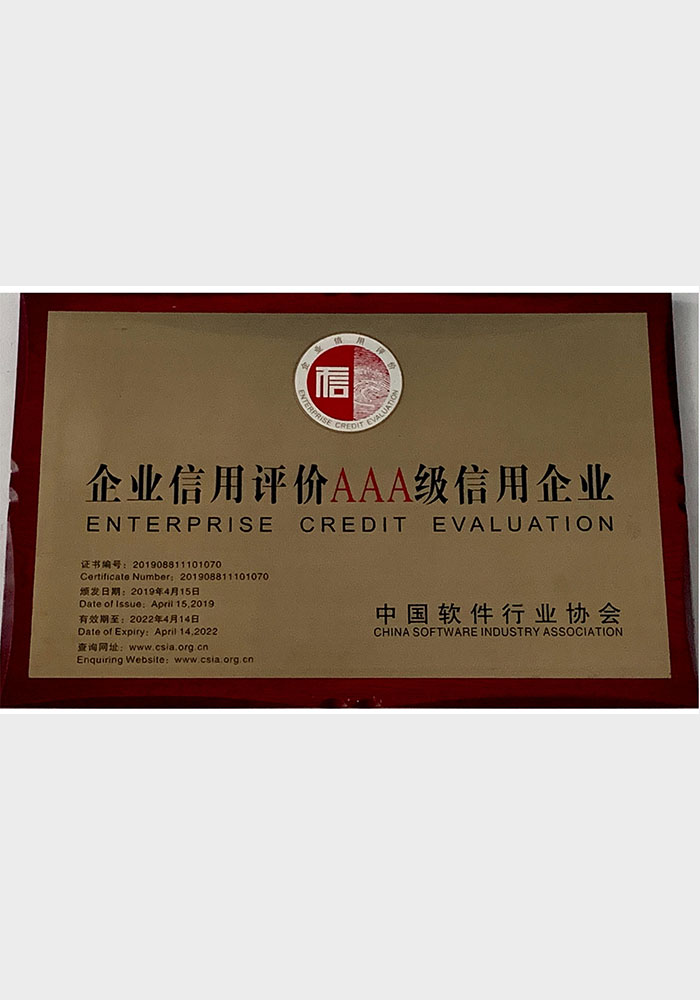 企业信用评价
信
ENTERPRISE CREDIT EVALUATION
企业信用评价AAA级信用企业
ENTERPRISE CREDIT EVALUATION
证书编号：201908811101070
Certificate Number：201908811101070
颁发日期：2019年4月15日
Date of Issue：April 15,2019
有效期至：2022年4月14日
Date of Expiry：April 14,2022
查询网址：www.csia.org.cn
Enquiring Website：www.csia.org.cn
中国软件行业协会
CHINA SOFTWARE INDUSTRY ASSOCIATION